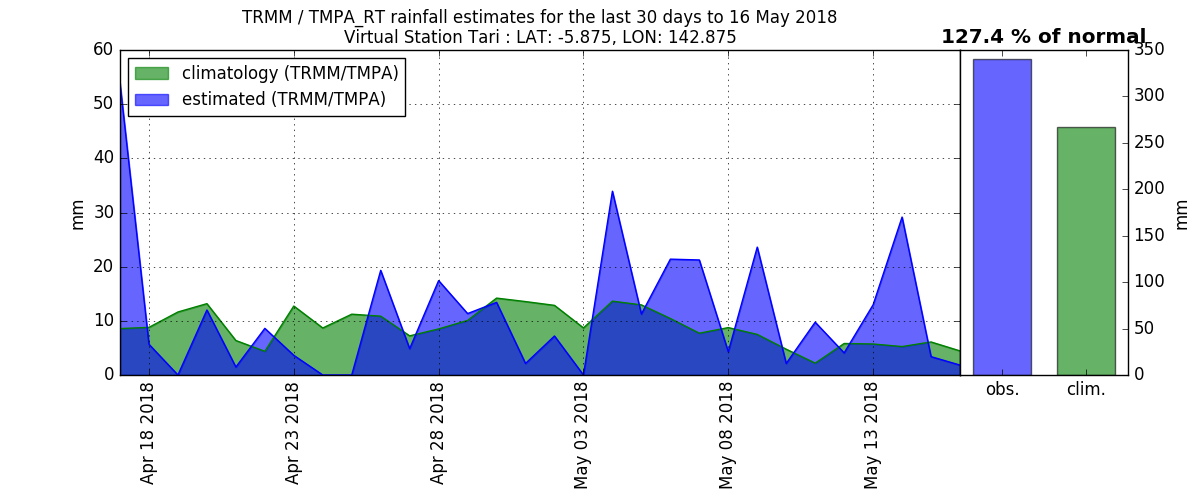 TRMM / TMPA_RT rainfall estimates for the last 30 days to 16 May 2018
Virtual Station Tari : LAT: -5.875, LON: 142.875
127.4 % of normal
climatology (TRMM/TMPA)
estimated (TRMM/TMPA)
60
50
40
30
20
10
0
mm
Apr 18 2018
Apr 23 2018
Apr 28 2018
May 03 2018
May 08 2018
May 13 2018
350
300
250
200
150
100
50
0
mm
obs.
clim.